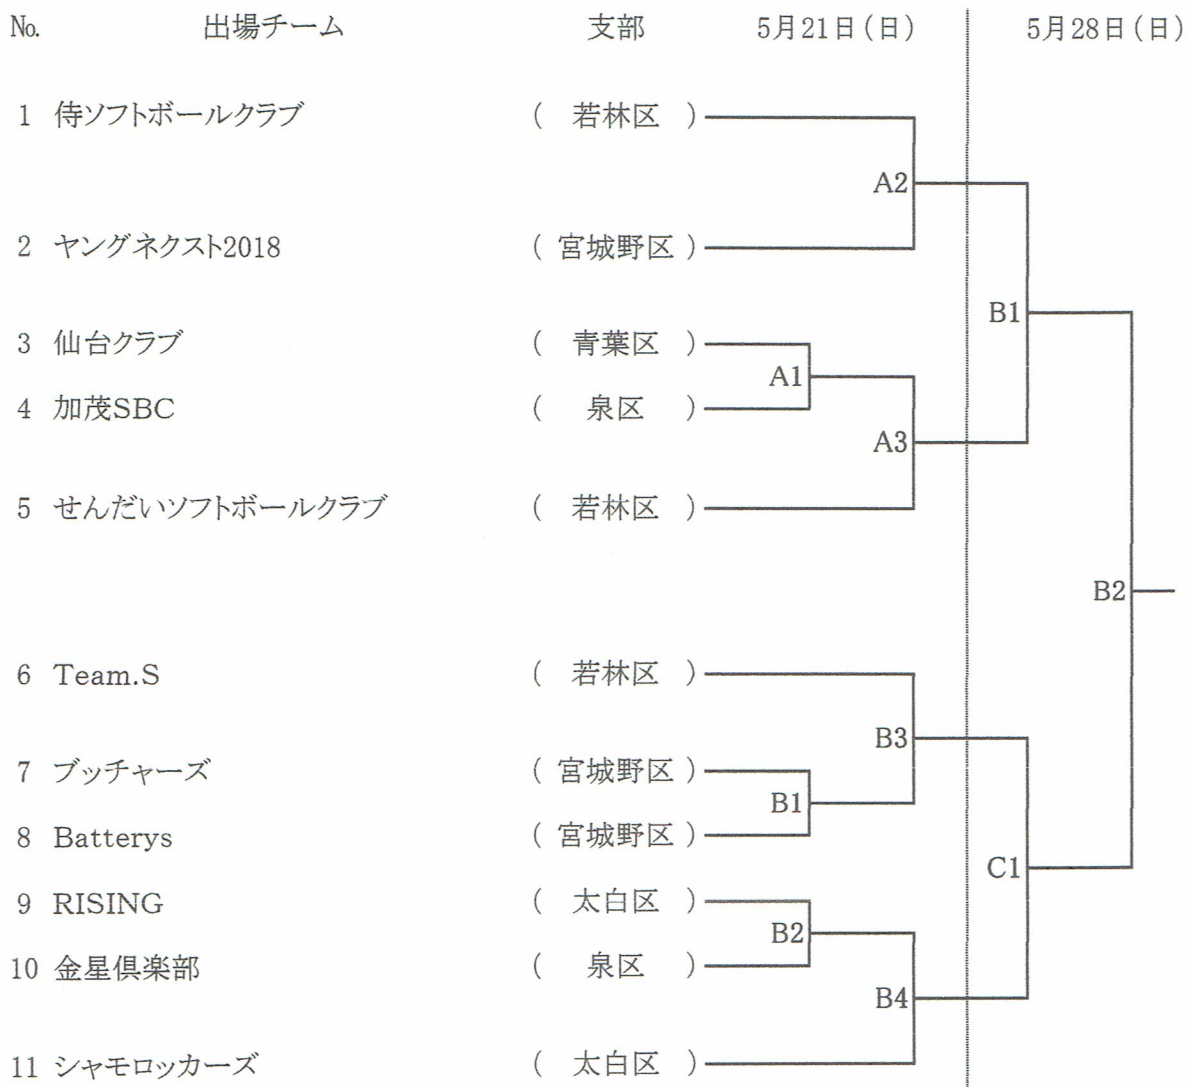 № 出場チーム 支部 5月21日(日) 5月28日(日)
1 侍ソフトボールクラブ ( 若林区 )
A2
2 ヤングネクスト2018 ( 宮城野区 )
B1
3 仙台クラブ ( 青葉区 )
A1
4 加茂SBC ( 泉区 )
A3
5 せんだいソフトボールクラブ ( 若林区 )
B2
6 Team.S ( 若林区 )
B3
7 ブッチャーズ ( 宮城野区 )
B1
8 Batterys ( 宮城野区 )
C1
9 RISING ( 太白区 )
B2
10 金星倶楽部 ( 泉区 )
B4
11 シャモロッカーズ ( 太白区 )